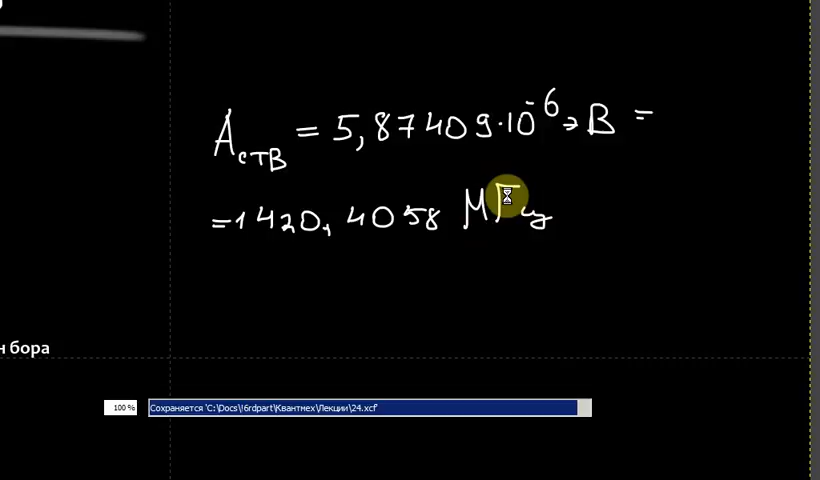 A_СТВ = 5,87409·10^-6 эВ =
= 1420,4058 МГц
н бора
100 %
Сохраняется 'C:\Docs\!6rdpart\Квантмех\Лекции\24.xcf'